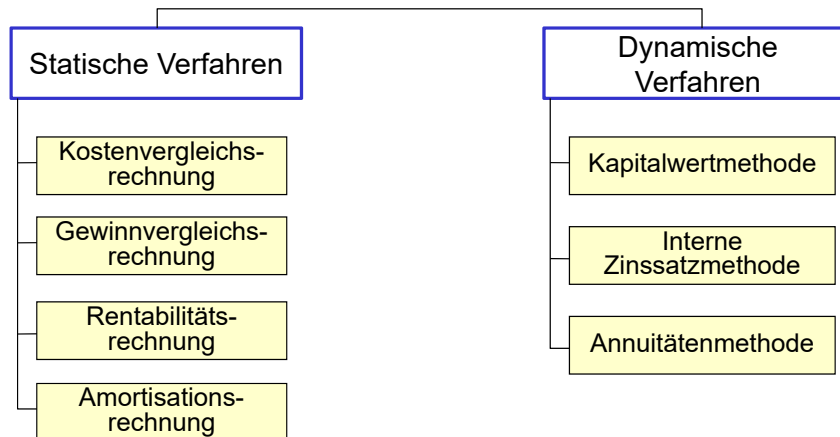 Statische Verfahren
Kostenvergleichs-
rechnung
Gewinnvergleichs-
rechnung
Rentabilitäts-
rechnung
Amortisations-
rechnung
Dynamische
Verfahren
Kapitalwertmethode
Interne
Zinssatzmethode
Annuitätenmethode